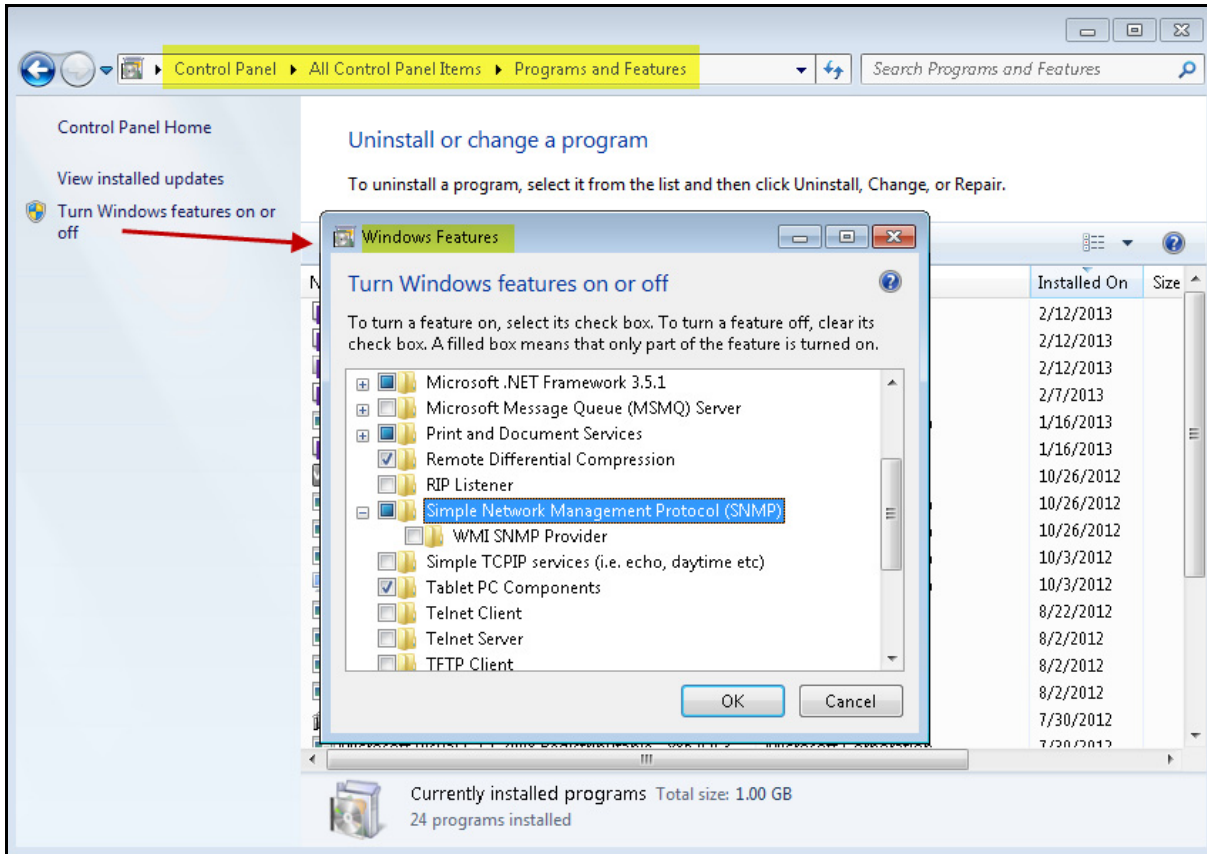 Control Panel ▸ All Control Panel Items ▸ Programs and Features
Search Programs and Features
Control Panel Home
View installed updates
Turn Windows features on or
off
Uninstall or change a program
To uninstall a program, select it from the list and then click Uninstall, Change, or Repair.
Installed On
Size
2/12/2013
2/12/2013
2/12/2013
2/7/2013
1/16/2013
1/16/2013
10/26/2012
10/26/2012
10/26/2012
10/3/2012
10/3/2012
8/22/2012
8/2/2012
8/2/2012
8/2/2012
7/30/2012
7/30/2012
Windows Features
Turn Windows features on or off
To turn a feature on, select its check box. To turn a feature off, clear its
check box. A filled box means that only part of the feature is turned on.
Microsoft .NET Framework 3.5.1
Microsoft Message Queue (MSMQ) Server
Print and Document Services
Remote Differential Compression
RIP Listener
Simple Network Management Protocol (SNMP)
WMI SNMP Provider
Simple TCPIP services (i.e. echo, daytime etc)
Tablet PC Components
Telnet Client
Telnet Server
TFTP Client
OK
Cancel
Currently installed programs Total size: 1.00 GB
24 programs installed